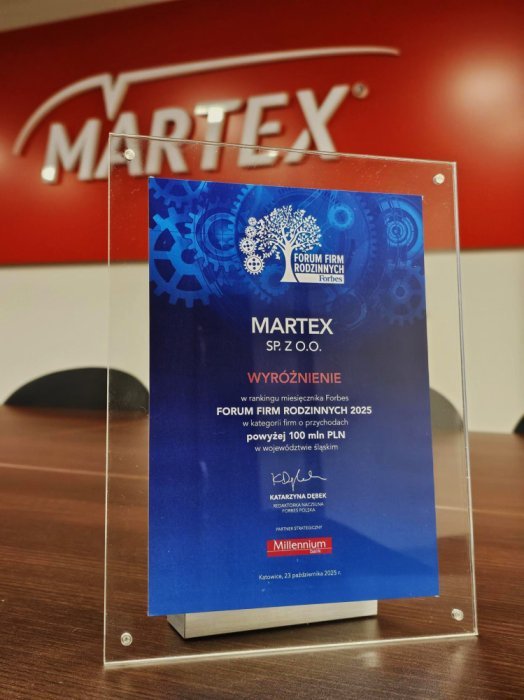 MARTEX®
FORUM FIRM
RODZINNYCH
Forbes
MARTEX
SP. Z O.O.
WYRÓŻNIENIE
w rankingu miesięcznika Forbes
FORUM FIRM RODZINNYCH 2025
w kategorii firm o przychodach
powyżej 100 mln PLN
w województwie śląskim
KATARZYNA DĘBEK
REDAKTORKA NACZELNA
FORBES POLSKA
PARTNER STRATEGICZNY
Millennium
bank
Katowice, 23 października 2025 r.